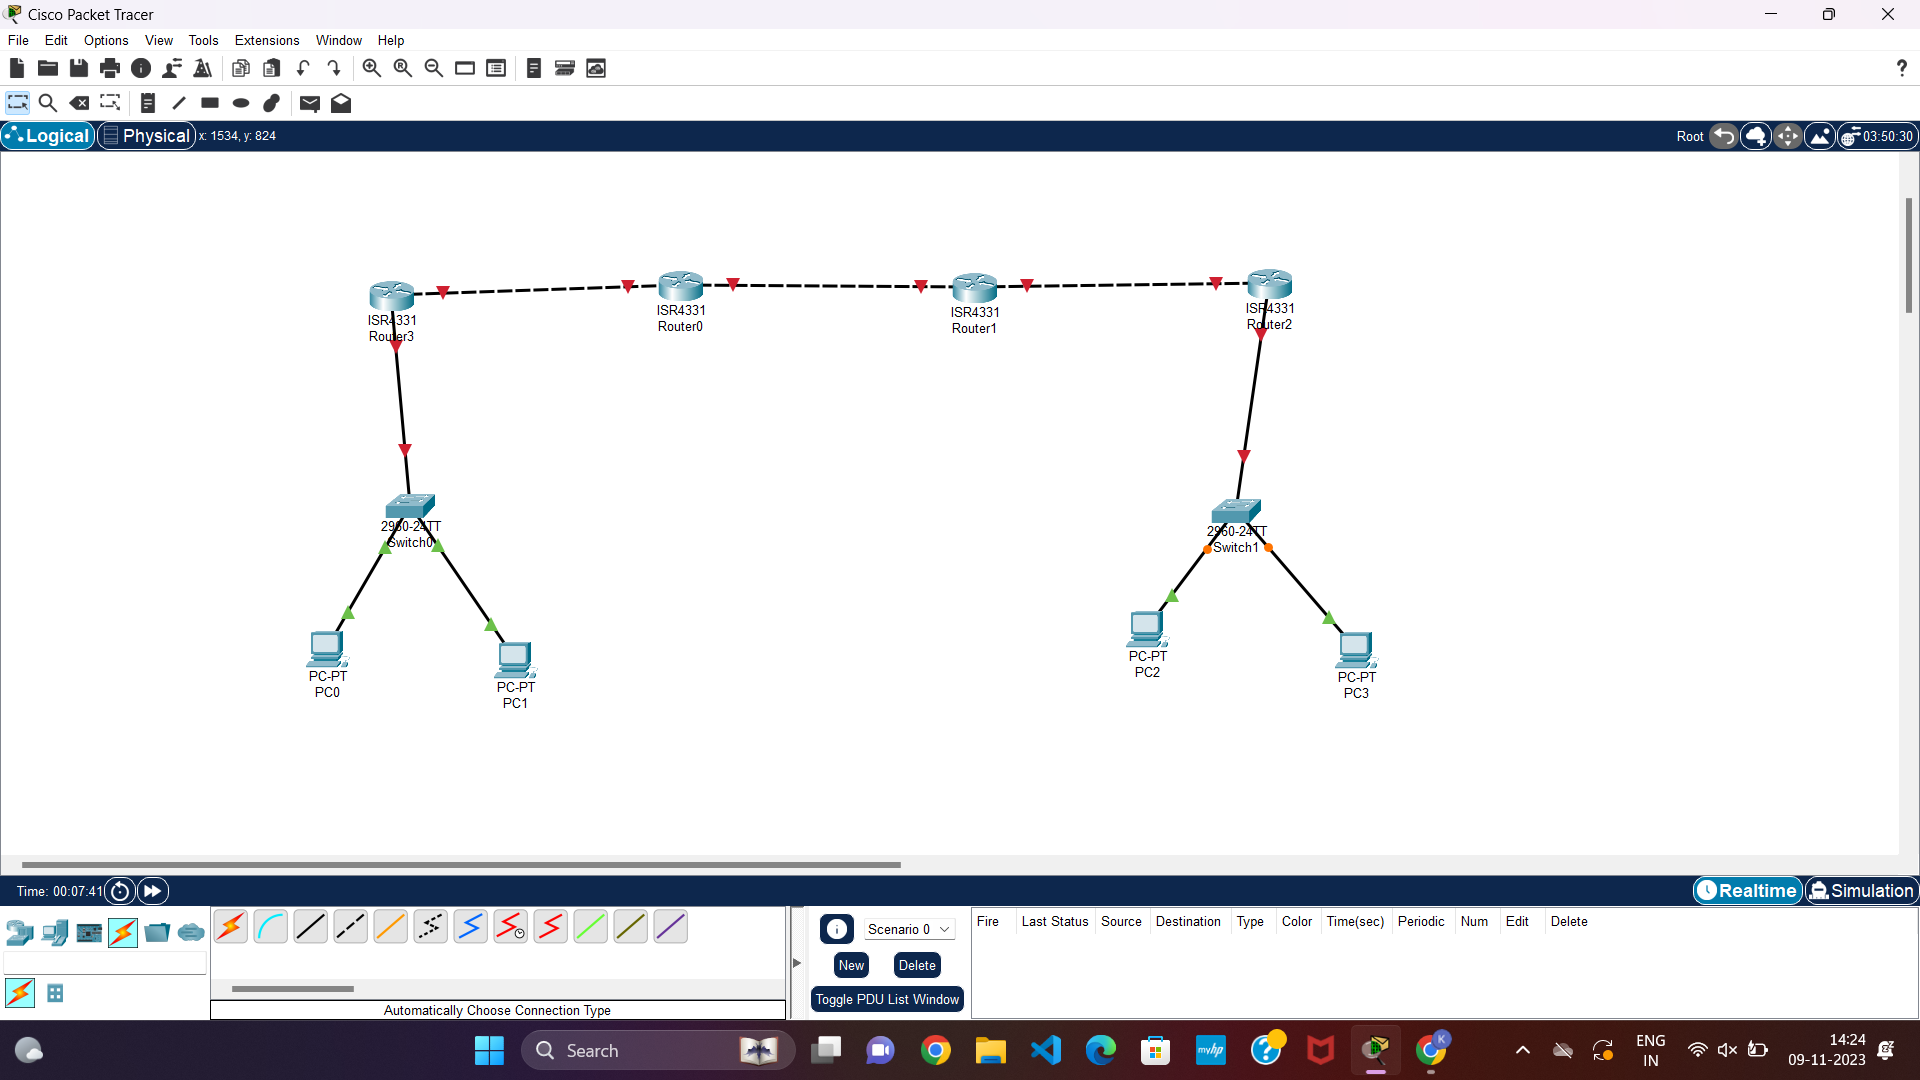 Cisco Packet Tracer
File Edit Options View Tools Extensions Window Help
?
Logical Physical x: 1534, y: 824 Root 03:50:30
ISR4331
Router3
ISR4331
Router0
ISR4331
Router1
ISR4331
Router2
2960-24TT
Switch0
2960-24TT
Switch1
PC-PT
PC0
PC-PT
PC1
PC-PT
PC2
PC-PT
PC3
Time: 00:07:41 Realtime Simulation
Scenario 0
New Delete
Toggle PDU List Window
Fire Last Status Source Destination Type Color Time(sec) Periodic Num Edit Delete
Automatically Choose Connection Type
Search
myhp
K
ENG
IN
14:24
09-11-2023